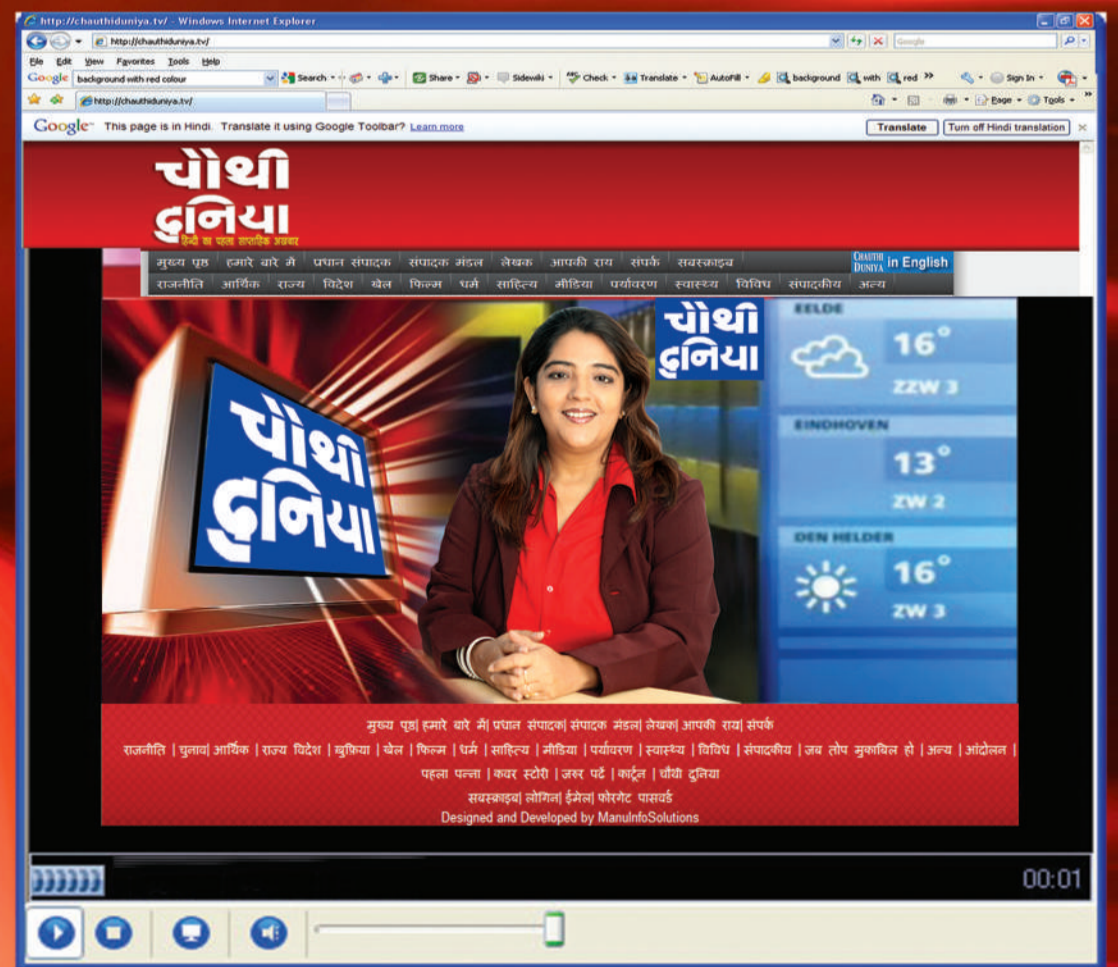 http://chauthiduniya.tv/ - Windows Internet Explorer
http://chauthiduniya.tv/
Google
File Edit View Favorites Tools Help
Google background with red colour Search Share Sidewiki Check Translate AutoFill background with red Sign In
http://chauthiduniya.tv/ Page Tools
Google This page is in Hindi. Translate it using Google Toolbar? Learn more Translate Turn off Hindi translation
चौथी
दुनिया
हिन्दी का पहला साप्ताहिक अखबार
मुख्य पृष्ठ हमारे बारे मै प्रधान संपादक संपादक मंडल लेखक आपकी राय संपर्क सबस्क्राइब CHAUTHI DUNIYA in English
राजनीति आर्थिक राज्य विदेश खेल फिल्म धर्म साहित्य मीडिया पर्यावरण स्वास्थ्य विविध संपादकीय अन्य
चौथी
दुनिया
चौथी
दुनिया
EELDE
16°
ZZW 3
EINDHOVEN
13°
ZW 2
DEN HELDER
16°
ZW 3
मुख्य पृष्ठ| हमारे बारे मै| प्रधान संपादक| संपादक मंडल| लेखक| आपकी राय| संपर्क
राजनीति | चुनाव| आर्थिक | राज्य विदेश | खुफिया | खेल | फिल्म | धर्म | साहित्य | मीडिया | पर्यावरण | स्वास्थ्य | विविध | संपादकीय | जब तोप मुकाबिल हो | अन्य | आंदोलन |
पहला पन्ना | कवर स्टोरी | जरुर पढें | कार्टून | चौथी दुनिया
सबस्क्राइब| लोगिन| ईमेल| फोरगेट पासवर्ड
Designed and Developed by ManuInfoSolutions
00:01